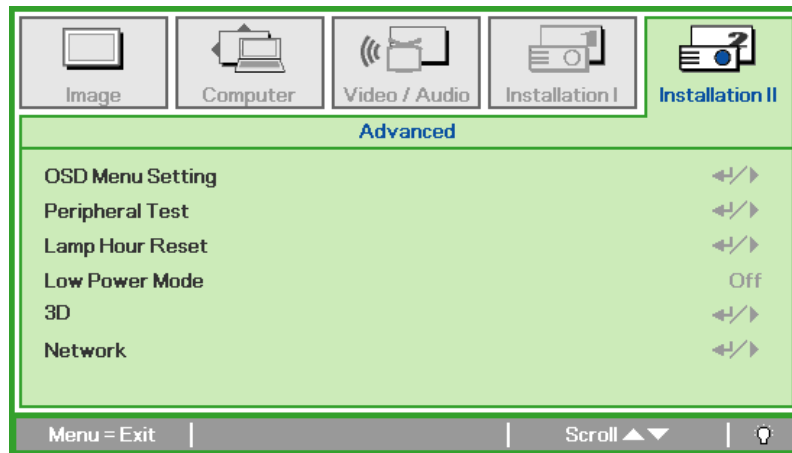 Image
Computer
Video / Audio
Installation I
2
Installation II
Advanced
OSD Menu Setting
Peripheral Test
Lamp Hour Reset
Low Power Mode Off
3D
Network
Menu = Exit Scroll